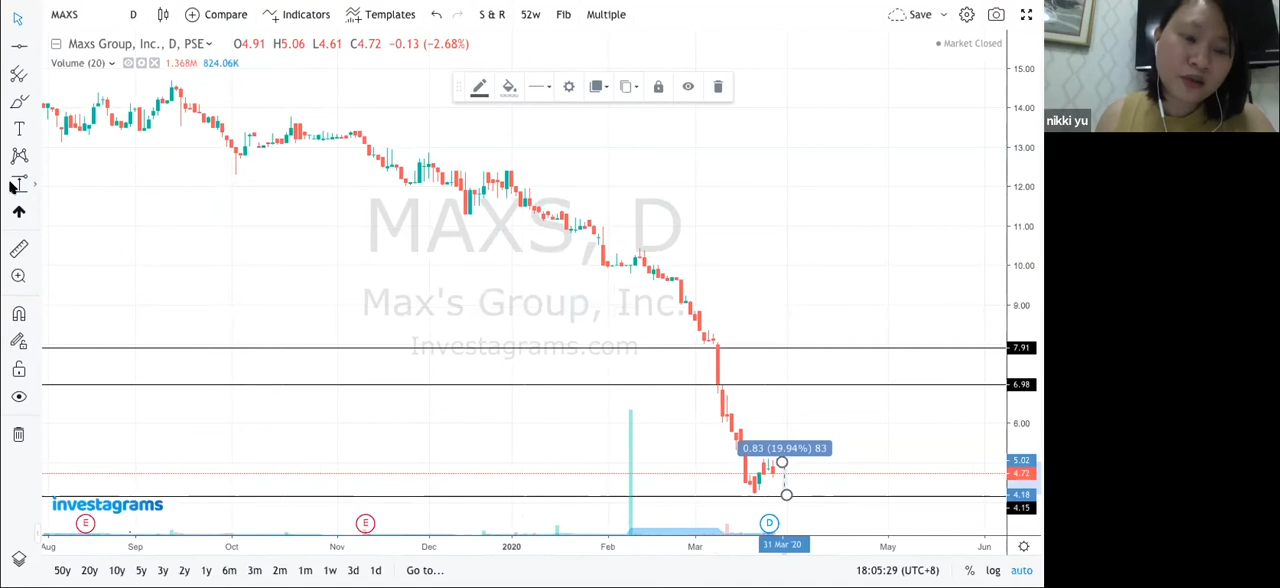 MAXS D Compare Indicators Templates S & R 52w Fib Multiple Save
Maxs Group, Inc., D, PSE O4.91 H5.06 L4.61 C4.72 -0.13 (-2.68%) Market Closed
Volume (20) 1.368M 824.06K
nikki yu
15.00
14.00
13.00
12.00
11.00
10.00
9.00
7.91
6.98
6.00
5.02
4.72
4.18
4.15
MAXS, D
Max's Group, Inc.
Investagrams.com
0.83 (19.94%) 83
investagrams
E E D
Aug Sep Oct Nov Dec 2020 Feb Mar 31 Mar '20 May Jun
50y 20y 10y 5y 3y 2y 1y 6m 3m 2m 1m 1w 3d 1d Go to... 18:05:29 (UTC+8) % log auto